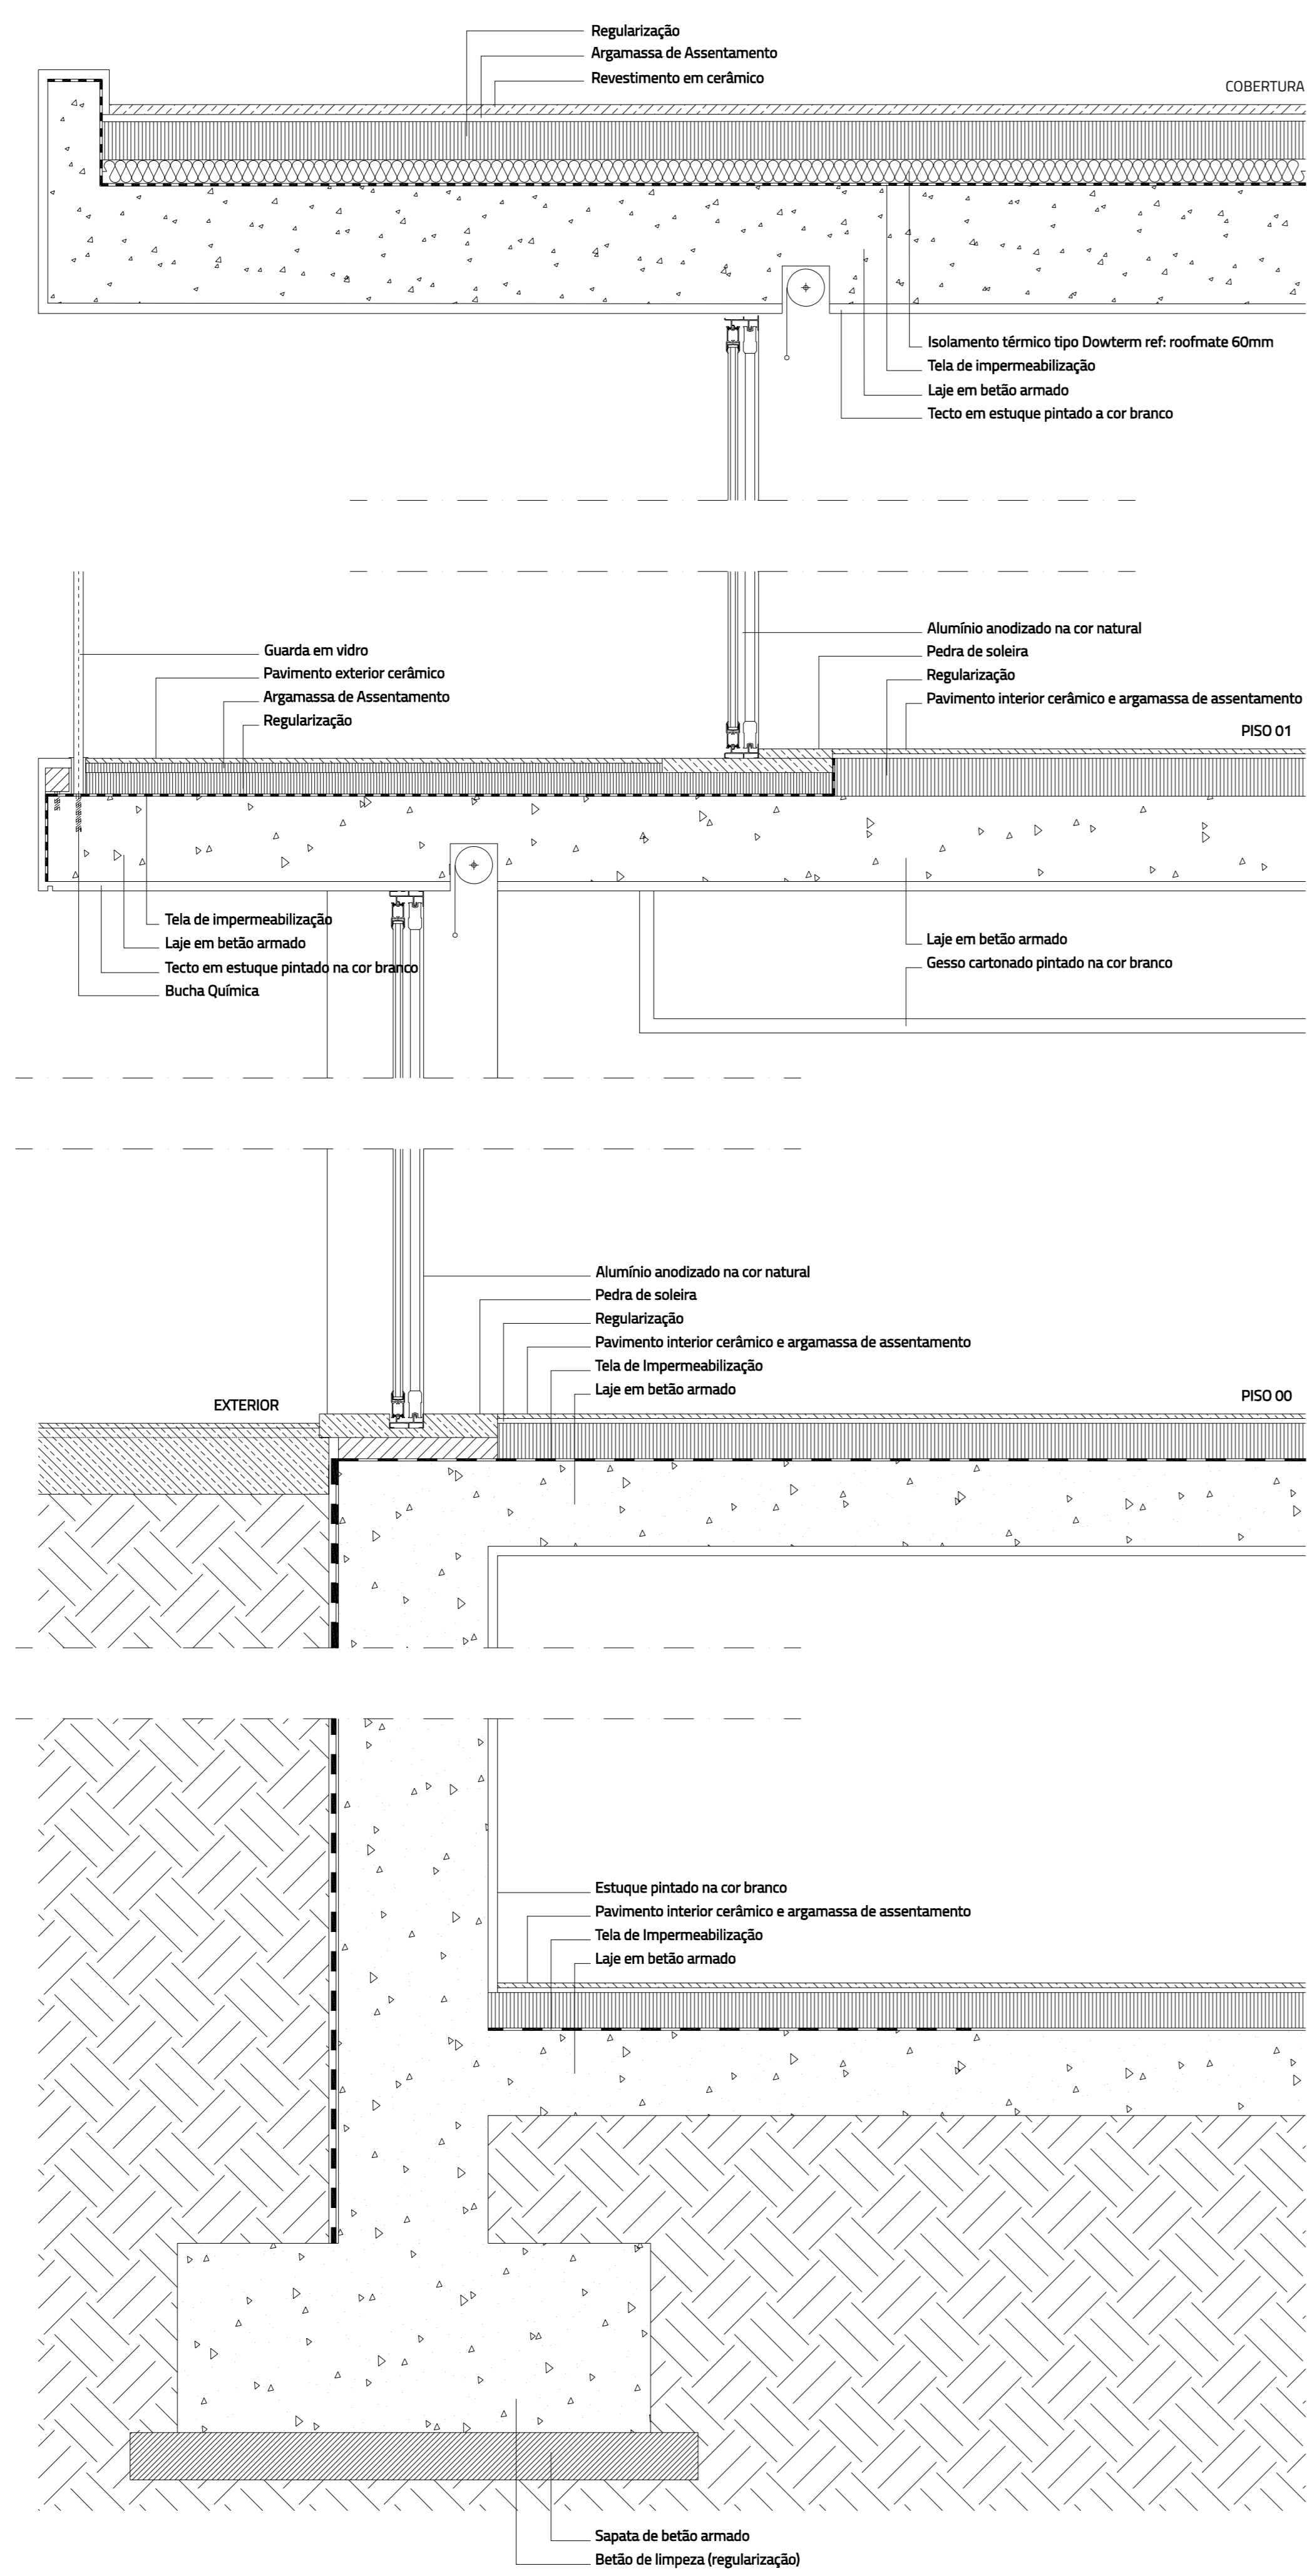 Regularização
Argamassa de Assentamento
Revestimento em cerâmico
COBERTURA
Isolamento térmico tipo Dowterm ref: roofmate 60mm
Tela de impermeabilização
Laje em betão armado
Tecto em estuque pintado a cor branco
Alumínio anodizado na cor natural
Pedra de soleira
Regularização
Pavimento interior cerâmico e argamassa de assentamento
PISO 01
Guarda em vidro
Pavimento exterior cerâmico
Argamassa de Assentamento
Regularização
Tela de impermeabilização
Laje em betão armado
Tecto em estuque pintado na cor branco
Bucha Química
Laje em betão armado
Gesso cartonado pintado na cor branco
Alumínio anodizado na cor natural
Pedra de soleira
Regularização
Pavimento interior cerâmico e argamassa de assentamento
Tela de Impermeabilização
Laje em betão armado
EXTERIOR
PISO 00
Estuque pintado na cor branco
Pavimento interior cerâmico e argamassa de assentamento
Tela de Impermeabilização
Laje em betão armado
Sapata de betão armado
Betão de limpeza (regularização)